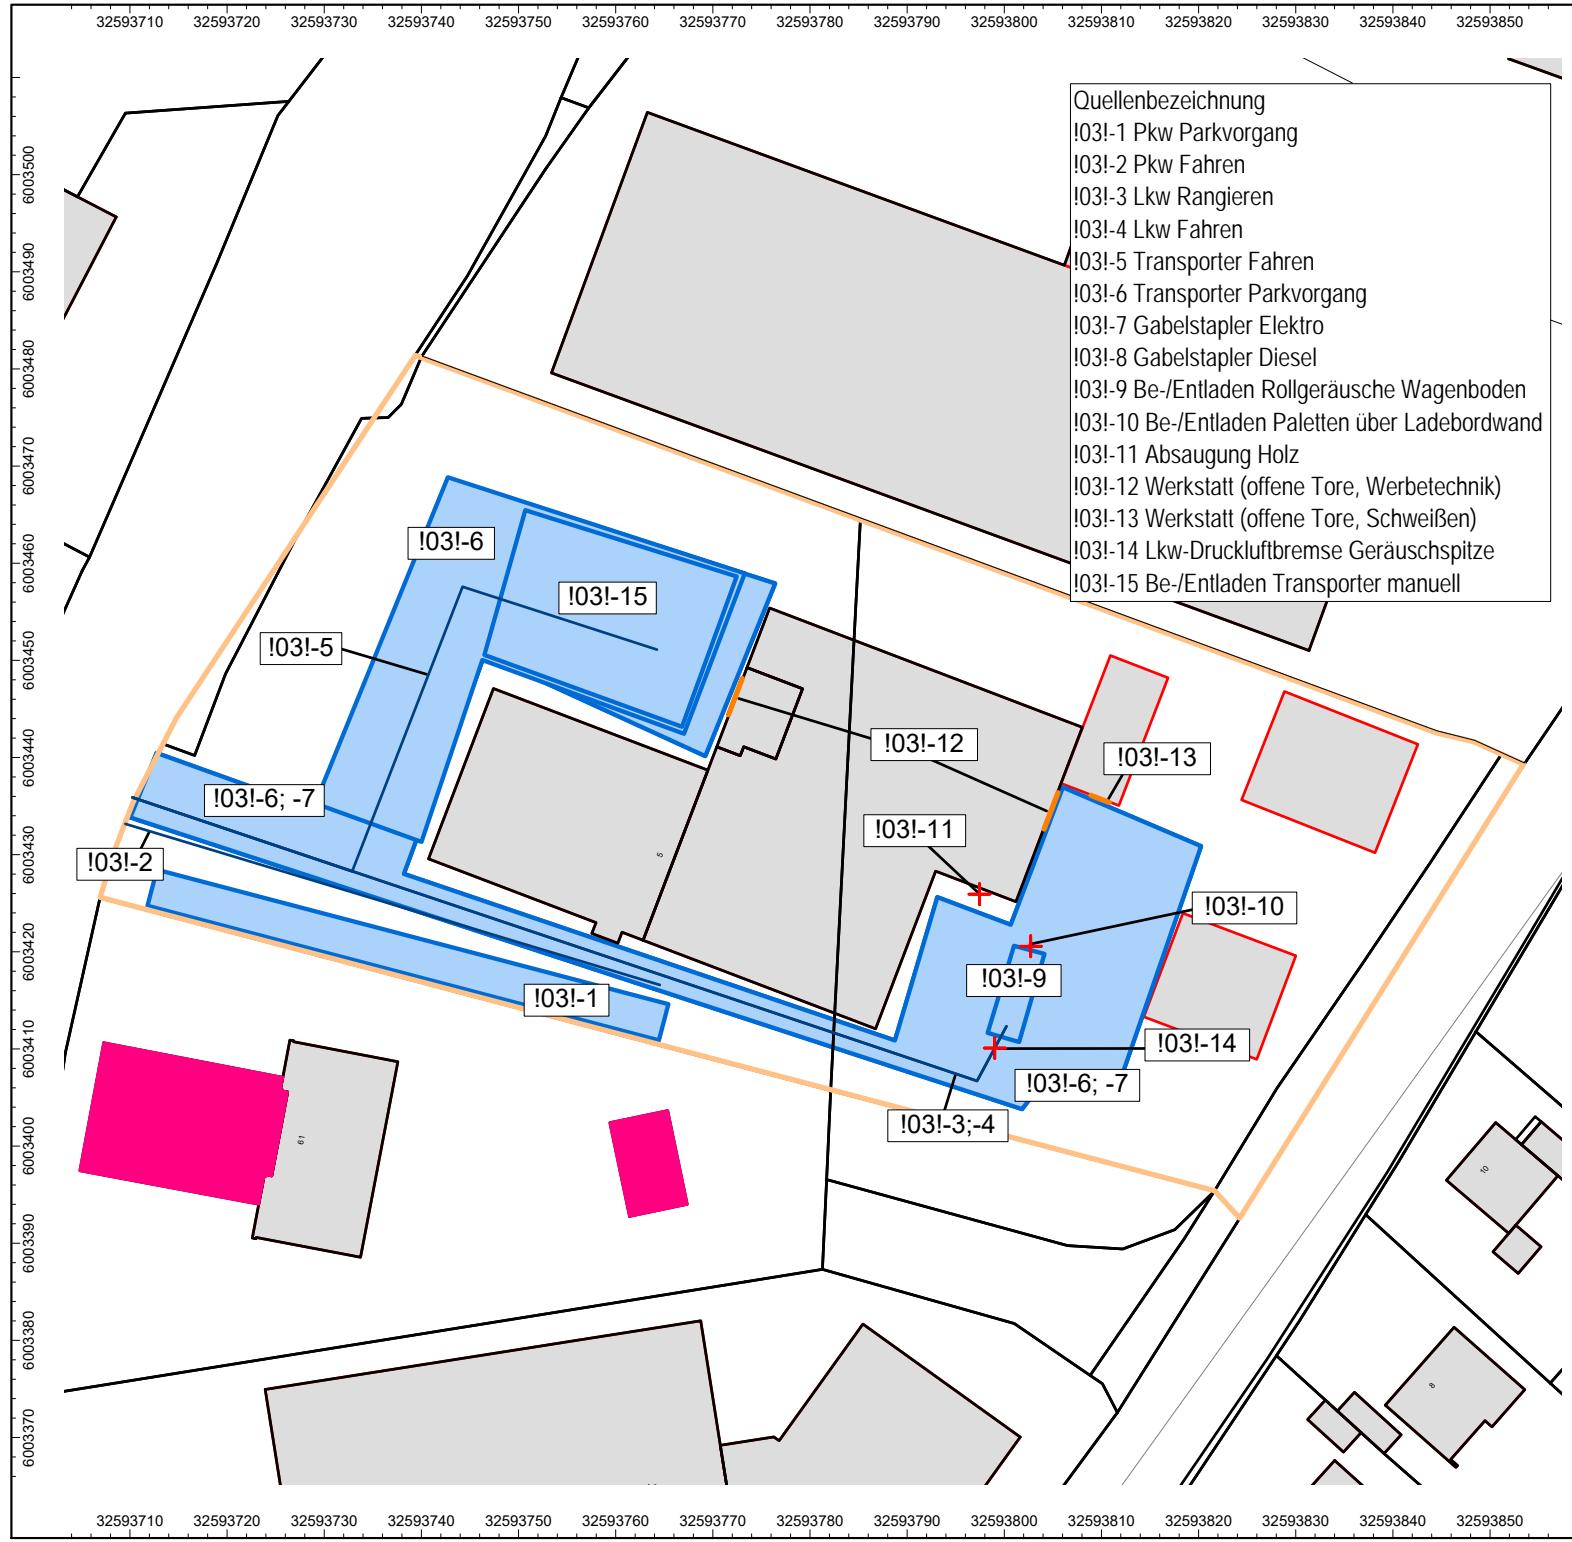 32593710 32593720 32593730 32593740 32593750 32593760 32593770 32593780 32593790 32593800 32593810 32593820 32593830 32593840 32593850
Quellenbezeichnung
!03!-1 Pkw Parkvorgang
!03!-2 Pkw Fahren
!03!-3 Lkw Rangieren
!03!-4 Lkw Fahren
!03!-5 Transporter Fahren
!03!-6 Transporter Parkvorgang
!03!-7 Gabelstapler Elektro
!03!-8 Gabelstapler Diesel
!03!-9 Be-/Entladen Rollgeräusche Wagenboden
!03!-10 Be-/Entladen Paletten über Ladebordwand
!03!-11 Absaugung Holz
!03!-12 Werkstatt (offene Tore, Werbetechnik)
!03!-13 Werkstatt (offene Tore, Schweißen)
!03!-14 Lkw-Druckluftbremse Geräuschspitze
!03!-15 Be-/Entladen Transporter manuell
6003500
6003490
6003480
6003470
6003460
6003450
6003440
6003430
6003420
6003410
6003400
6003390
6003380
6003370
!03!-6
!03!-15
!03!-5
!03!-12
!03!-13
!03!-6; -7
!03!-11
!03!-2
5
!03!-10
!03!-9
!03!-1
!03!-14
!03!-6; -7
!03!-3;-4
61
10
8
32593710 32593720 32593730 32593740 32593750 32593760 32593770 32593780 32593790 32593800 32593810 32593820 32593830 32593840 32593850